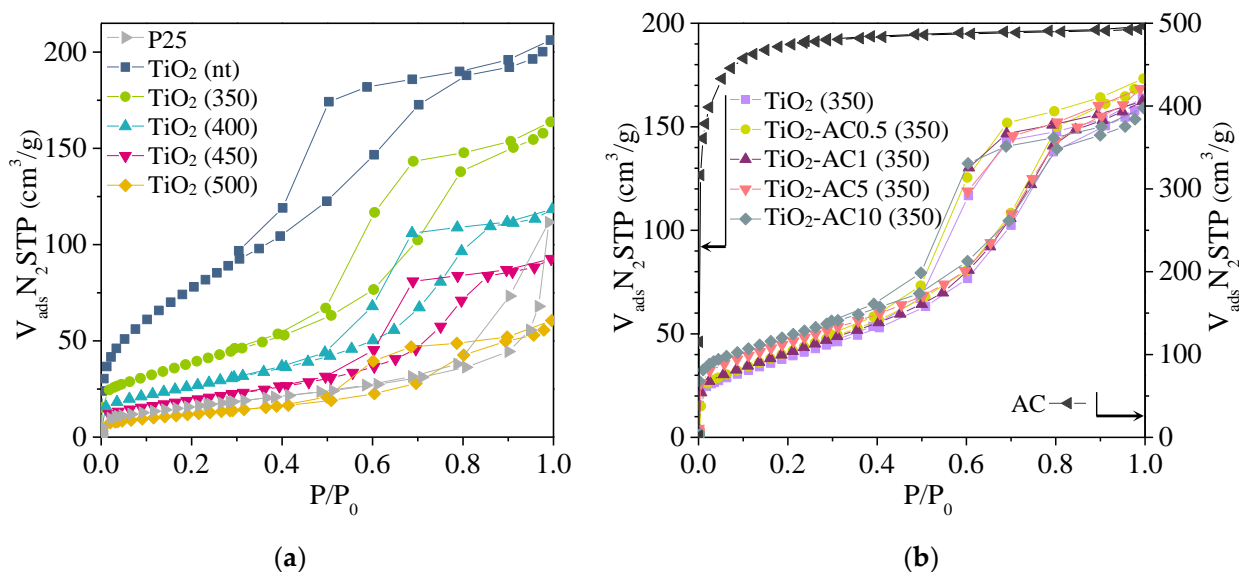 P25
TiO₂ (nt)
TiO₂ (350)
TiO₂ (400)
TiO₂ (450)
TiO₂ (500)
200
150
100
50
0
V_ads N₂STP (cm³/g)
0.0 0.2 0.4 0.6 0.8 1.0
P/P₀
(a)
TiO₂ (350)
TiO₂-AC0.5 (350)
TiO₂-AC1 (350)
TiO₂-AC5 (350)
TiO₂-AC10 (350)
AC
200
150
100
50
0
V_ads N₂STP (cm³/g)
500
400
300
200
100
0
V_ads N₂STP (cm³/g)
0.0 0.2 0.4 0.6 0.8 1.0
P/P₀
(b)